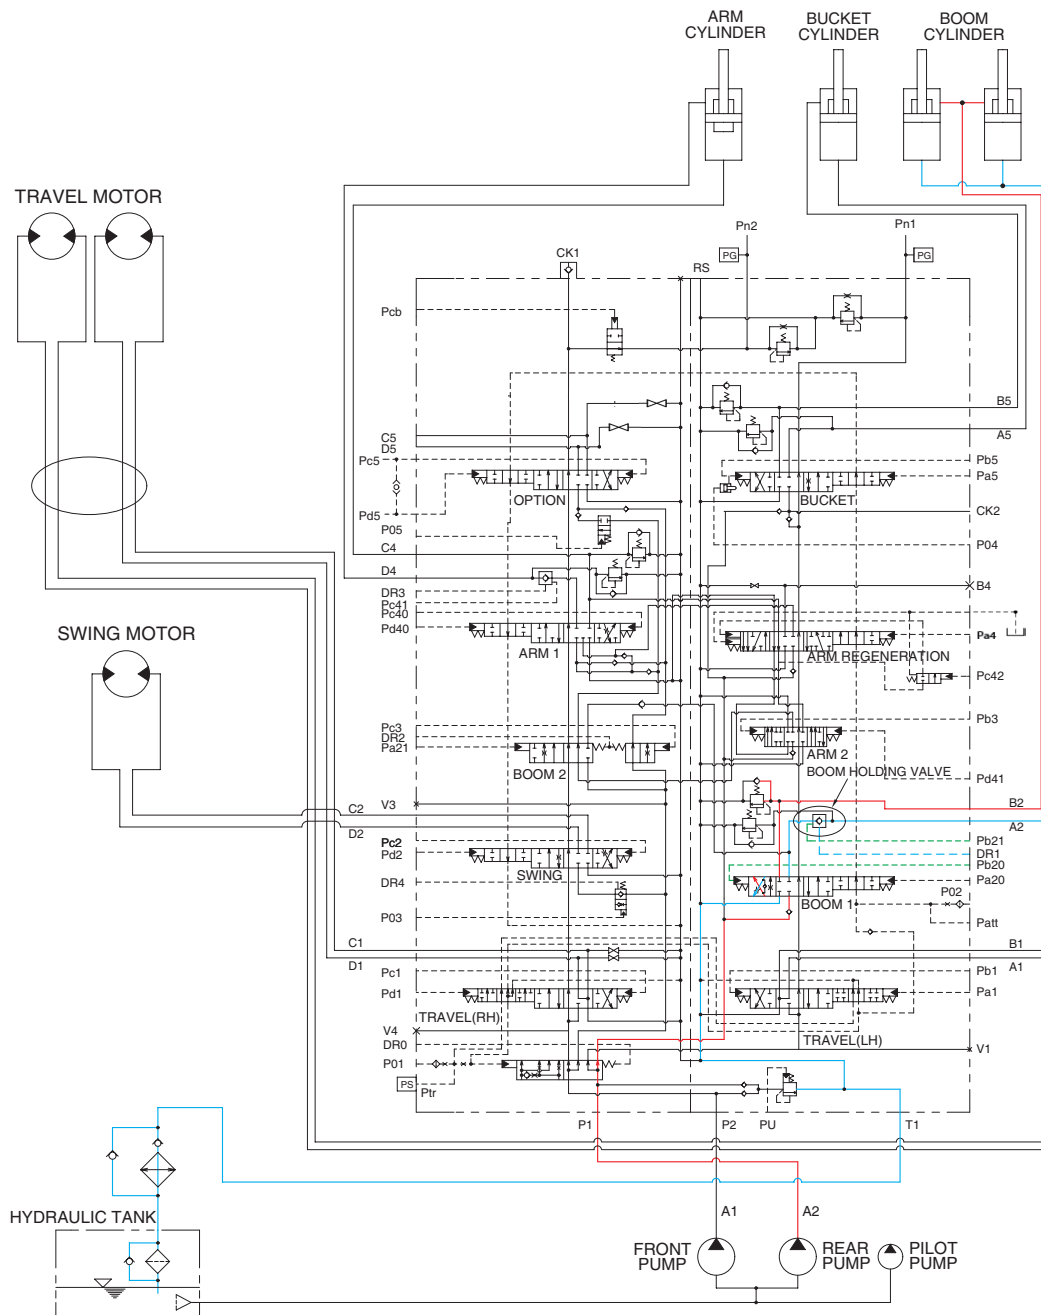 ARM
CYLINDER
BUCKET
CYLINDER
BOOM
CYLINDER
TRAVEL MOTOR
Pn2
Pn1
CK1
RS
PG
PG
Pcb
B5
A5
C5
D5
Pc5
Pb5
Pa5
OPTION
BUCKET
Pd5
CK2
P05
P04
C4
D4
B4
DR3
Pc41
Pc40
Pd40
Pa4
SWING MOTOR
ARM 1
ARM REGENERATION
Pc42
Pc3
DR2
Pa21
Pb3
ARM 2
BOOM 2
BOOM HOLDING VALVE
Pd41
V3
C2
B2
D2
A2
Pc2
Pd2
Pb21
DR1
Pb20
Pa20
SWING
DR4
P02
BOOM 1
P03
Patt
C1
B1
D1
A1
Pc1
Pb1
Pd1
Pa1
TRAVEL(RH)
V4
TRAVEL(LH)
DR0
V1
P01
PS
Ptr
P1
P2
PU
T1
HYDRAULIC TANK
A1
A2
FRONT
PUMP
REAR
PUMP
PILOT
PUMP